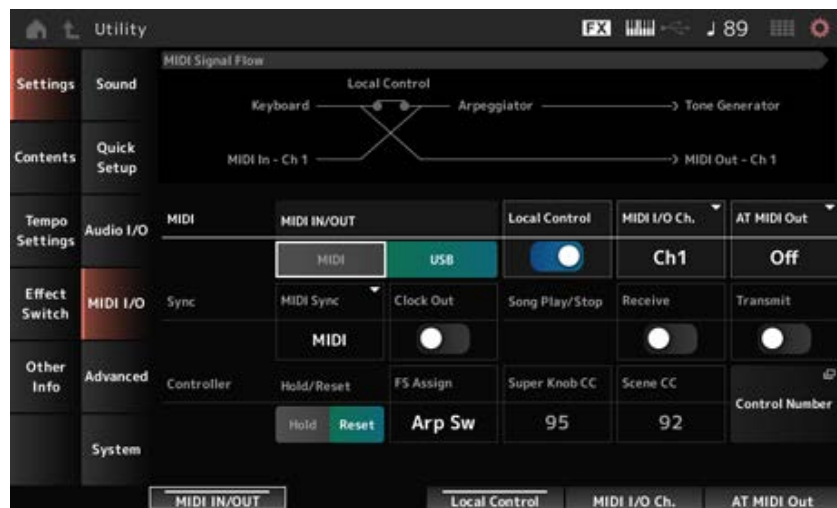 Utility
FX
♩ 89
MIDI Signal Flow
Local Control
Keyboard
Arpeggiator
Tone Generator
MIDI In - Ch 1
MIDI Out - Ch 1
Settings
Sound
Contents
Quick Setup
Tempo Settings
Audio I/O
Effect Switch
MIDI I/O
Other Info
Advanced
System
MIDI
MIDI IN/OUT
Local Control
MIDI I/O Ch.
AT MIDI Out
MIDI
USB
Ch1
Off
Sync
MIDI Sync
Clock Out
Song Play/Stop
Receive
Transmit
MIDI
Controller
Hold/Reset
FS Assign
Super Knob CC
Scene CC
Control Number
Hold
Reset
Arp Sw
95
92
MIDI IN/OUT
Local Control
MIDI I/O Ch.
AT MIDI Out